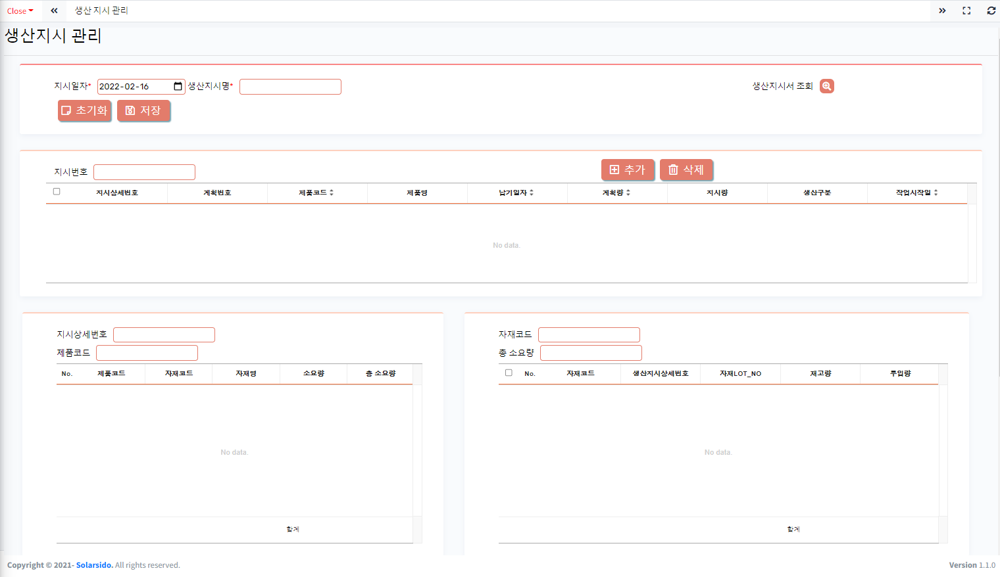 Close 생산 지시 관리
생산지시 관리
지시일자* 2022-02-16 생산지시명* 생산지시서 조회
초기화 저장
지시번호 추가 삭제
지시상세번호 계획번호 제품코드 제품명 납기일자 계획량 지시량 생산구분 작업시작일
No data.
지시상세번호
제품코드
No. 제품코드 자재코드 자재명 소요량 총 소요량
No data.
합계
자재코드
총 소요량
No. 자재코드 생산지시상세번호 자재LOT_NO 재고량 투입량
No data.
합계
Copyright © 2021- Solarsido. All rights reserved. Version 1.1.0